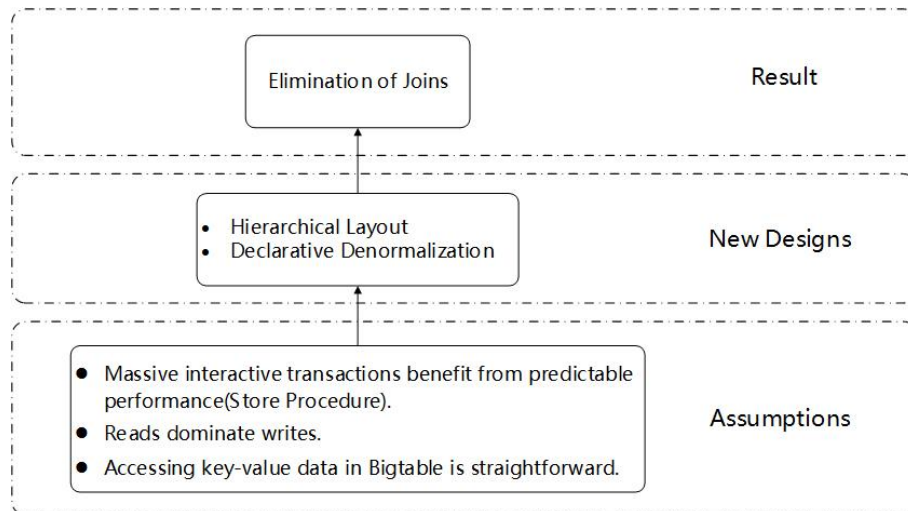 Elimination of Joins
Result
• Hierarchical Layout
• Declarative Denormalization
New Designs
● Massive interactive transactions benefit from predictable
performance(Store Procedure).
● Reads dominate writes.
● Accessing key-value data in Bigtable is straightforward.
Assumptions